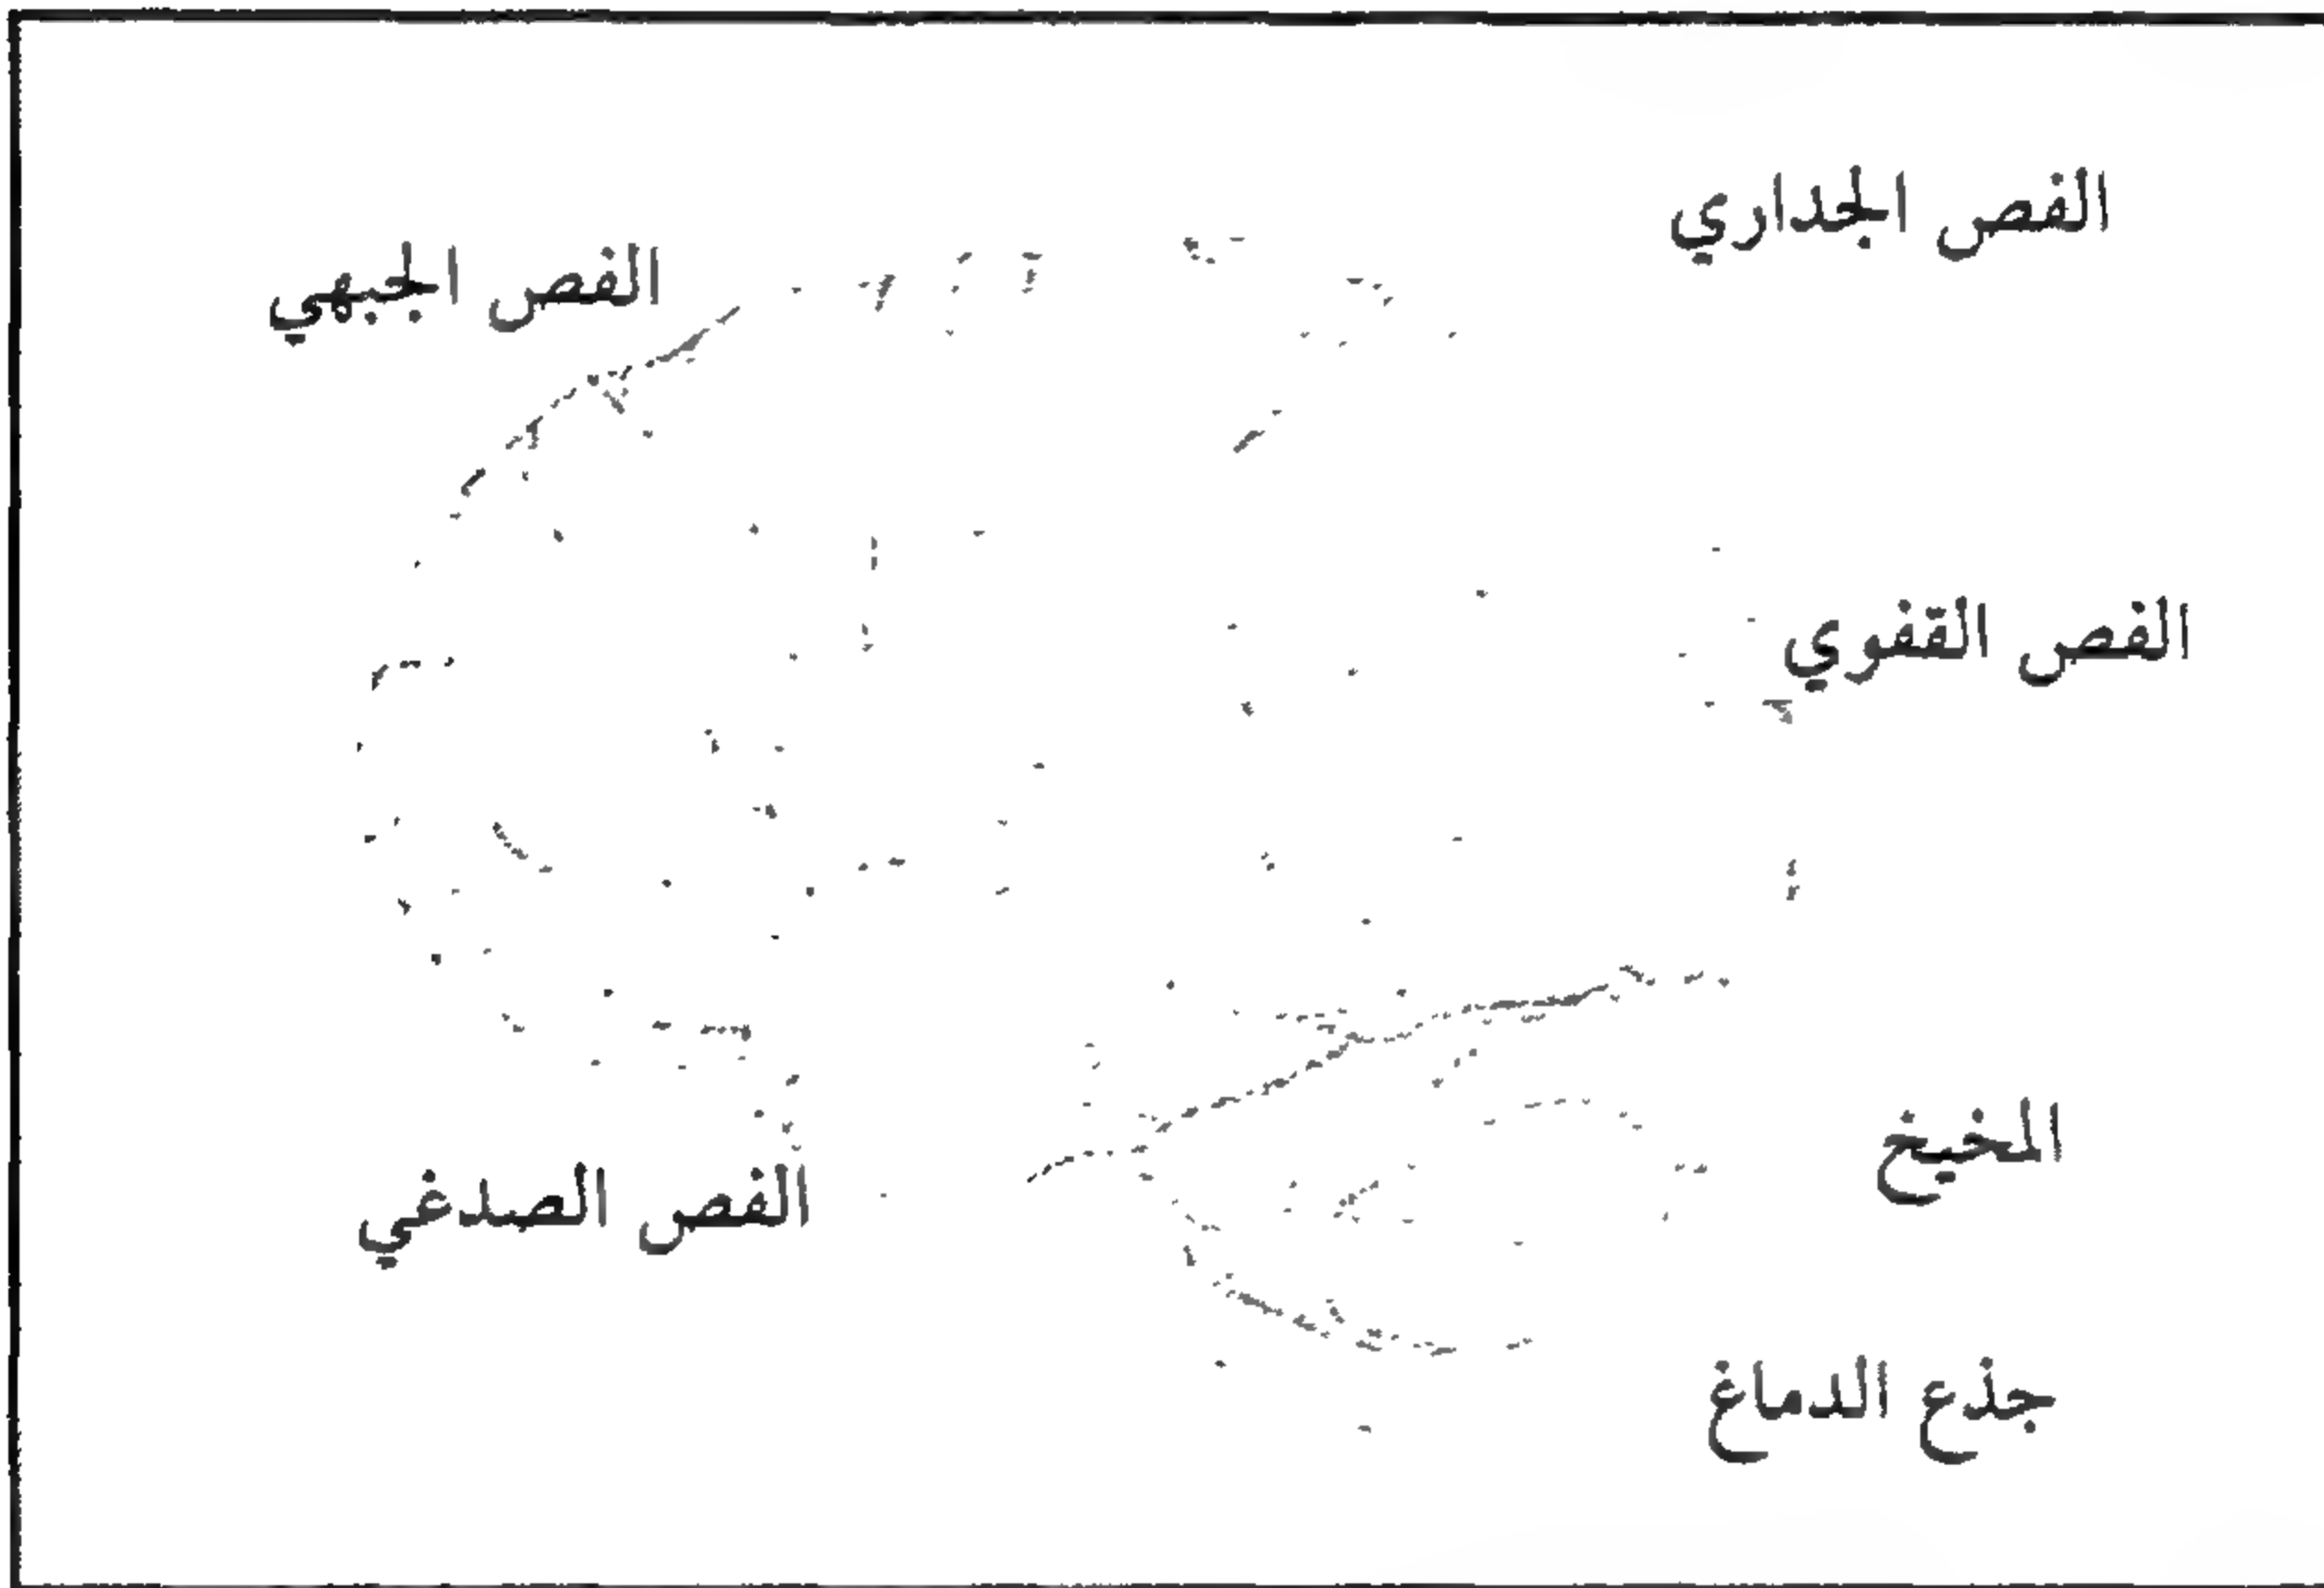 الفص الجداري
الفص الجبهي
الفص القفوي
المخيخ
الفص الصدغي
جذع الدماغ